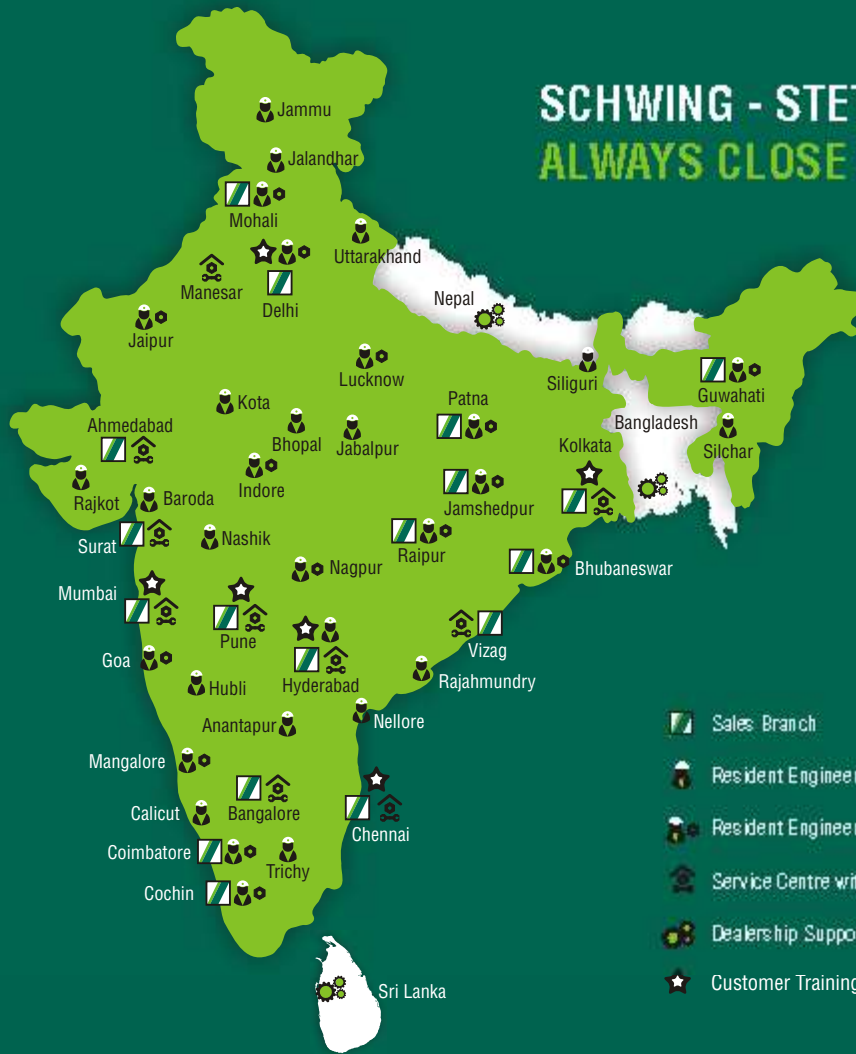 SCHWING - STET
ALWAYS CLOSE
Jammu
Jalandhar
Mohali
Uttarakhand
Manesar
Delhi
Nepal
Jaipur
Lucknow
Siliguri
Guwahati
Kota
Patna
Ahmedabad
Bhopal
Jabalpur
Bangladesh
Kolkata
Silchar
Indore
Rajkot
Baroda
Jamshedpur
Surat
Nashik
Raipur
Nagpur
Bhubaneswar
Mumbai
Pune
Vizag
Goa
Hyderabad
Rajahmundry
Hubli
Anantapur
Nellore
Mangalore
Bangalore
Calicut
Chennai
Coimbatore
Trichy
Cochin
Sri Lanka
Sales Branch
Resident Engineer
Resident Engineer
Service Centre wit
Dealership Suppo
Customer Training